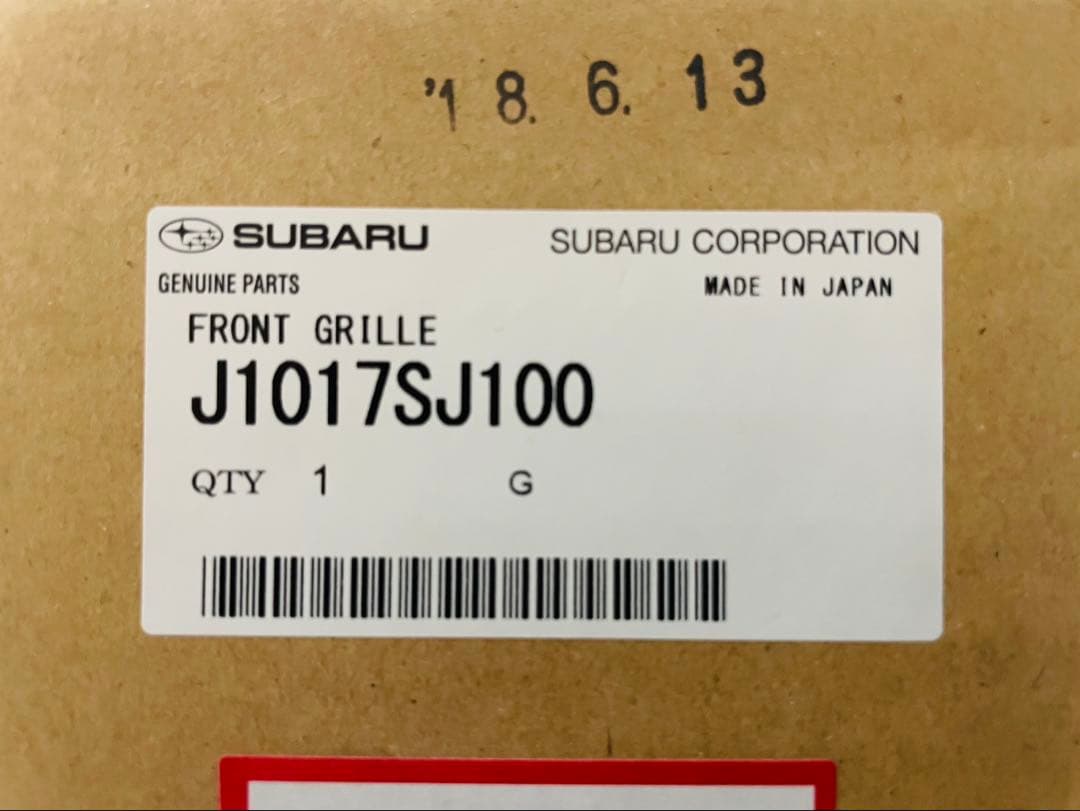 '18. 6. 13
SUBARU SUBARU CORPORATION
GENUINE PARTS MADE IN JAPAN
FRONT GRILLE
J1017SJ100
QTY 1 G